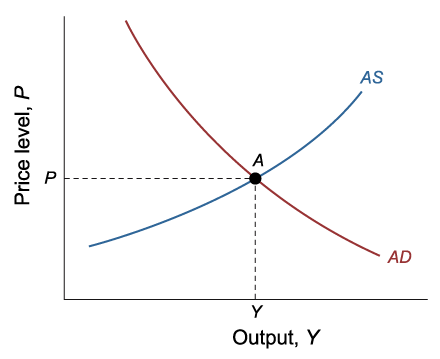 Price level, P
AS
A
P
AD
Y
Output, Y